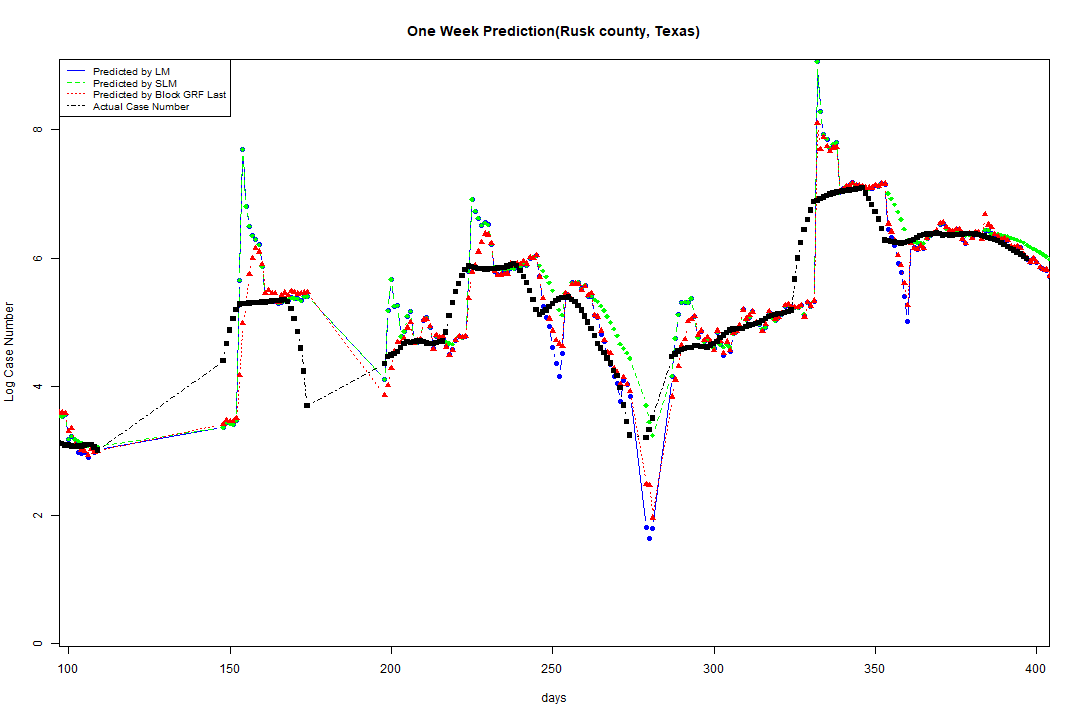 One Week Prediction(Rusk county, Texas)
Predicted by LM
Predicted by SLM
Predicted by Block GRF Last
Actual Case Number
8
6
4
2
0
Log Case Number
100 150 200 250 300 350 400
days